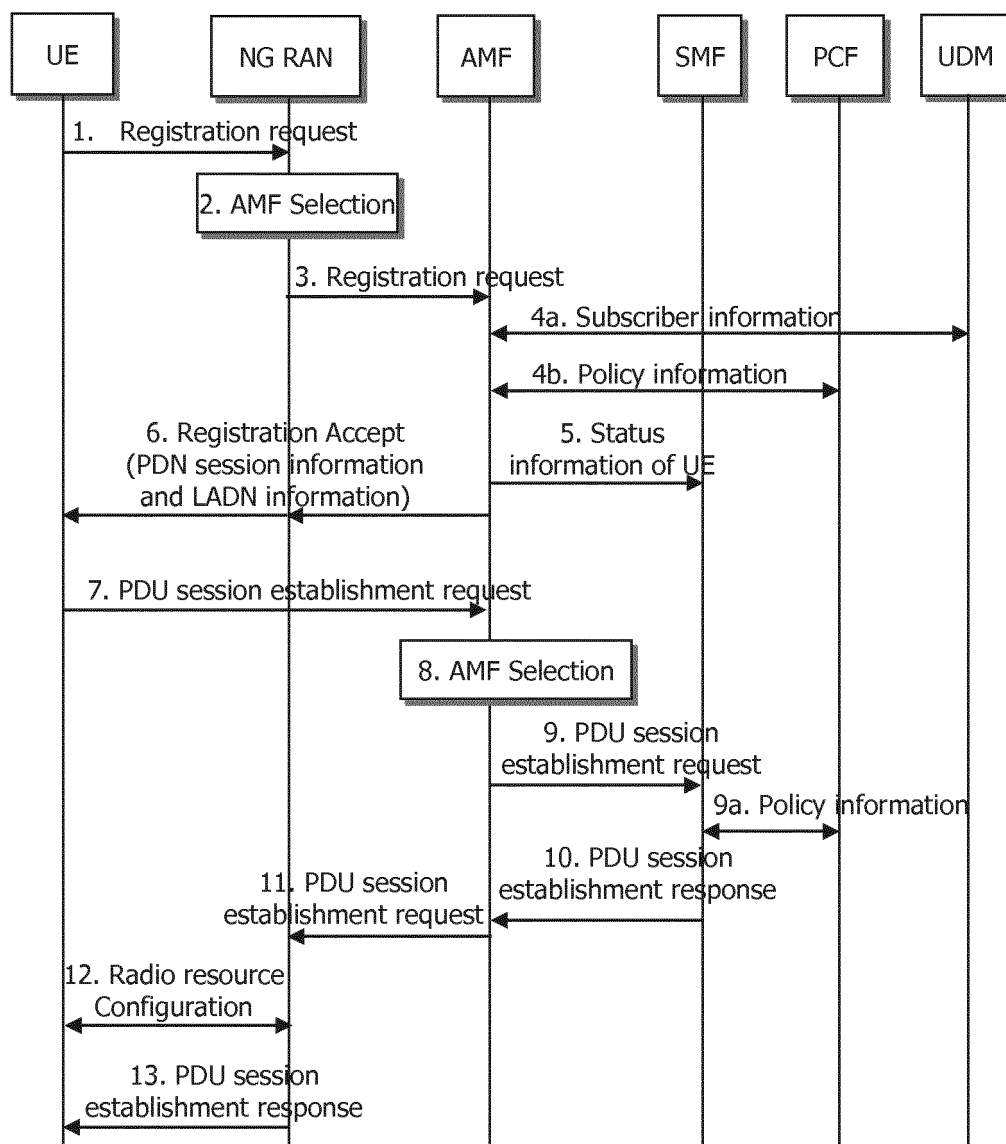 UE
NG RAN
AMF
SMF
PCF
UDM
1. Registration request
2. AMF Selection
3. Registration request
4a. Subscriber information
4b. Policy information
6. Registration Accept
(PDN session information
and LADN information)
5. Status
information of UE
7. PDU session establishment request
8. AMF Selection
9. PDU session
establishment request
9a. Policy information
10. PDU session
establishment response
11. PDU session
establishment request
12. Radio resource
Configuration
13. PDU session
establishment response